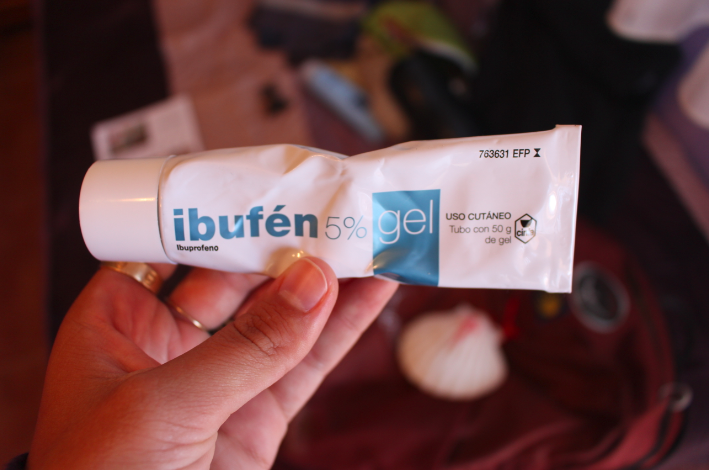 763631 EFP
ibufén 5% gel
Ibuprofeno
USO CUTÁNEO
Tubo con 50 g
de gel